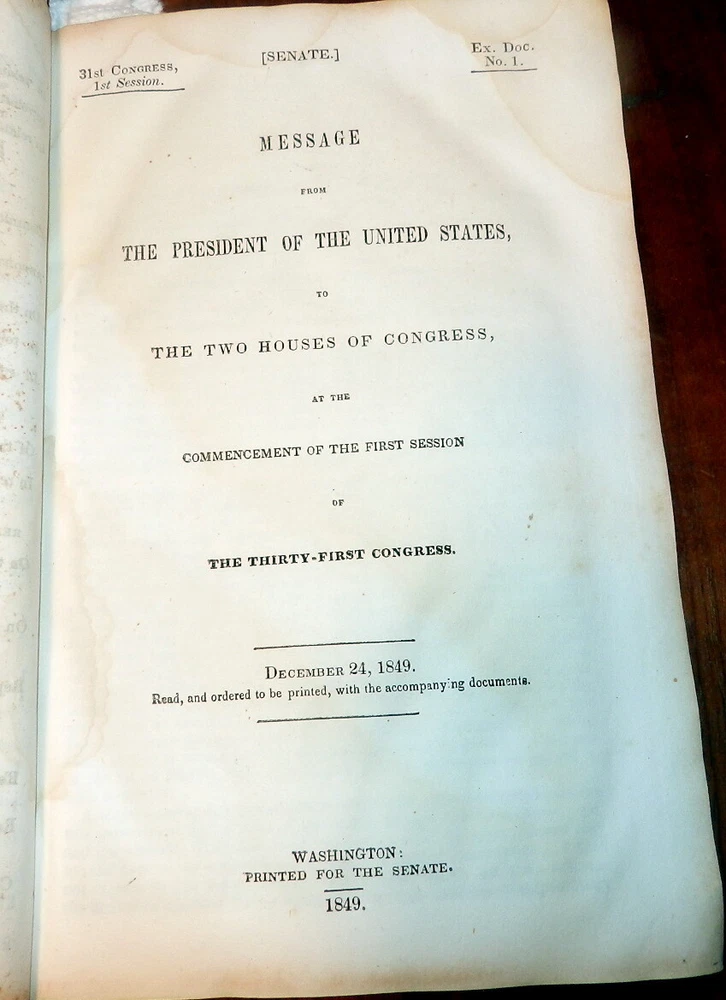 31st Congress,
1st Session.
[SENATE.]
Ex. Doc.
No. 1.
MESSAGE
FROM
THE PRESIDENT OF THE UNITED STATES,
TO
THE TWO HOUSES OF CONGRESS,
AT THE
COMMENCEMENT OF THE FIRST SESSION
OF
THE THIRTY-FIRST CONGRESS.
December 24, 1849.
Read, and ordered to be printed, with the accompanying documents.
WASHINGTON:
PRINTED FOR THE SENATE.
1849.